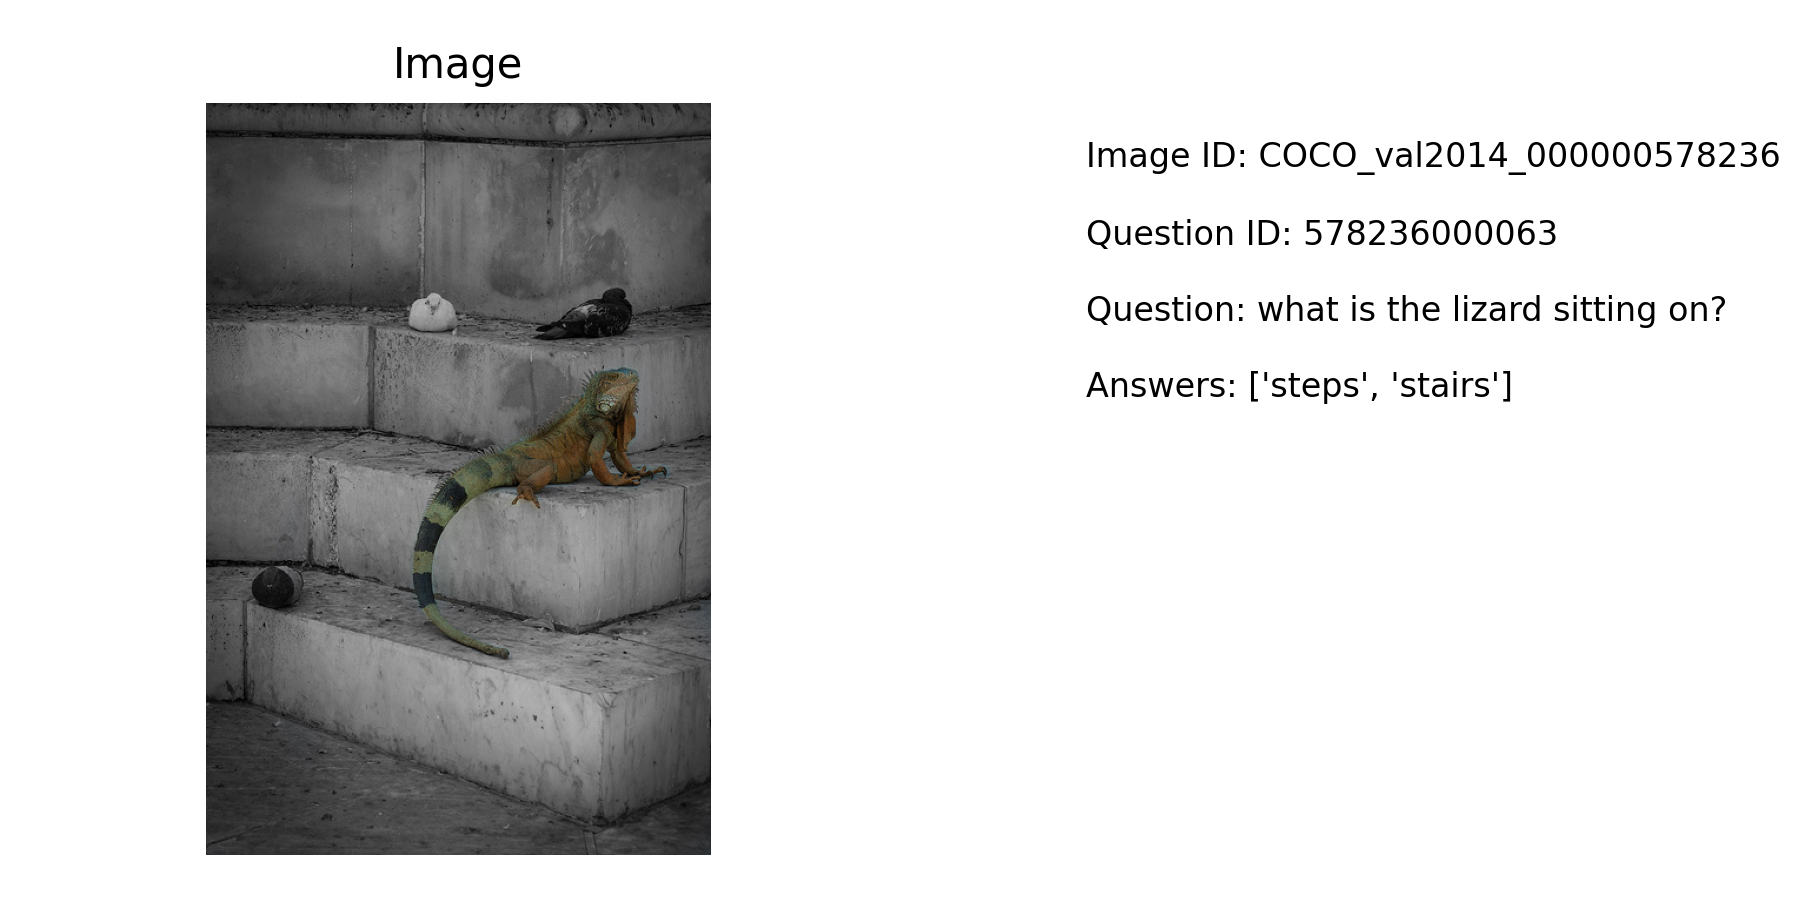 Image
Image ID: COCO_val2014_000000578236
Question ID: 578236000063
Question: what is the lizard sitting on?
Answers: ['steps', 'stairs']